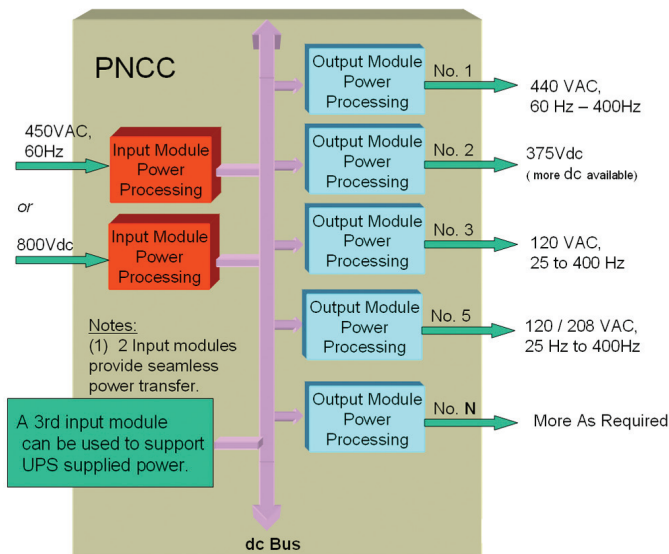 PNCC
450VAC,
60Hz
or
800Vdc
Input Module
Power
Processing
Input Module
Power
Processing
Notes:
(1) 2 Input modules
provide seamless
power transfer.
A 3rd input module
can be used to support
UPS supplied power.
dc Bus
Output Module
Power
Processing
No. 1
440 VAC,
60 Hz – 400Hz
Output Module
Power
Processing
No. 2
375Vdc
( more dc available)
Output Module
Power
Processing
No. 3
120 VAC,
25 to 400 Hz
Output Module
Power
Processing
No. 5
120 / 208 VAC,
25 Hz to 400Hz
Output Module
Power
Processing
No. N
More As Required